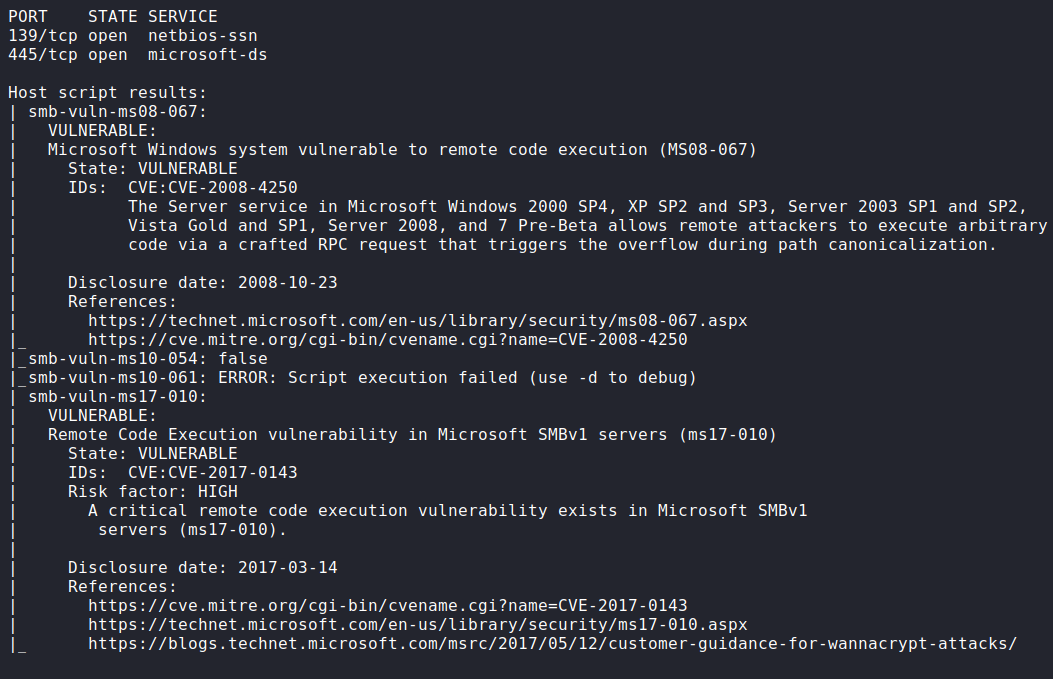 PORT    STATE SERVICE
139/tcp open  netbios-ssn
445/tcp open  microsoft-ds

Host script results:
| smb-vuln-ms08-067:
|   VULNERABLE:
|   Microsoft Windows system vulnerable to remote code execution (MS08-067)
|     State: VULNERABLE
|     IDs:  CVE:CVE-2008-4250
|           The Server service in Microsoft Windows 2000 SP4, XP SP2 and SP3, Server 2003 SP1 and SP2,
|           Vista Gold and SP1, Server 2008, and 7 Pre-Beta allows remote attackers to execute arbitrary
|           code via a crafted RPC request that triggers the overflow during path canonicalization.
|
|     Disclosure date: 2008-10-23
|     References:
|       https://technet.microsoft.com/en-us/library/security/ms08-067.aspx
|_      https://cve.mitre.org/cgi-bin/cvename.cgi?name=CVE-2008-4250
|_smb-vuln-ms10-054: false
|_smb-vuln-ms10-061: ERROR: Script execution failed (use -d to debug)
| smb-vuln-ms17-010:
|   VULNERABLE:
|   Remote Code Execution vulnerability in Microsoft SMBv1 servers (ms17-010)
|     State: VULNERABLE
|     IDs:  CVE:CVE-2017-0143
|     Risk factor: HIGH
|       A critical remote code execution vulnerability exists in Microsoft SMBv1
|        servers (ms17-010).
|
|     Disclosure date: 2017-03-14
|     References:
|       https://cve.mitre.org/cgi-bin/cvename.cgi?name=CVE-2017-0143
|       https://technet.microsoft.com/en-us/library/security/ms17-010.aspx
|_      https://blogs.technet.microsoft.com/msrc/2017/05/12/customer-guidance-for-wannacrypt-attacks/